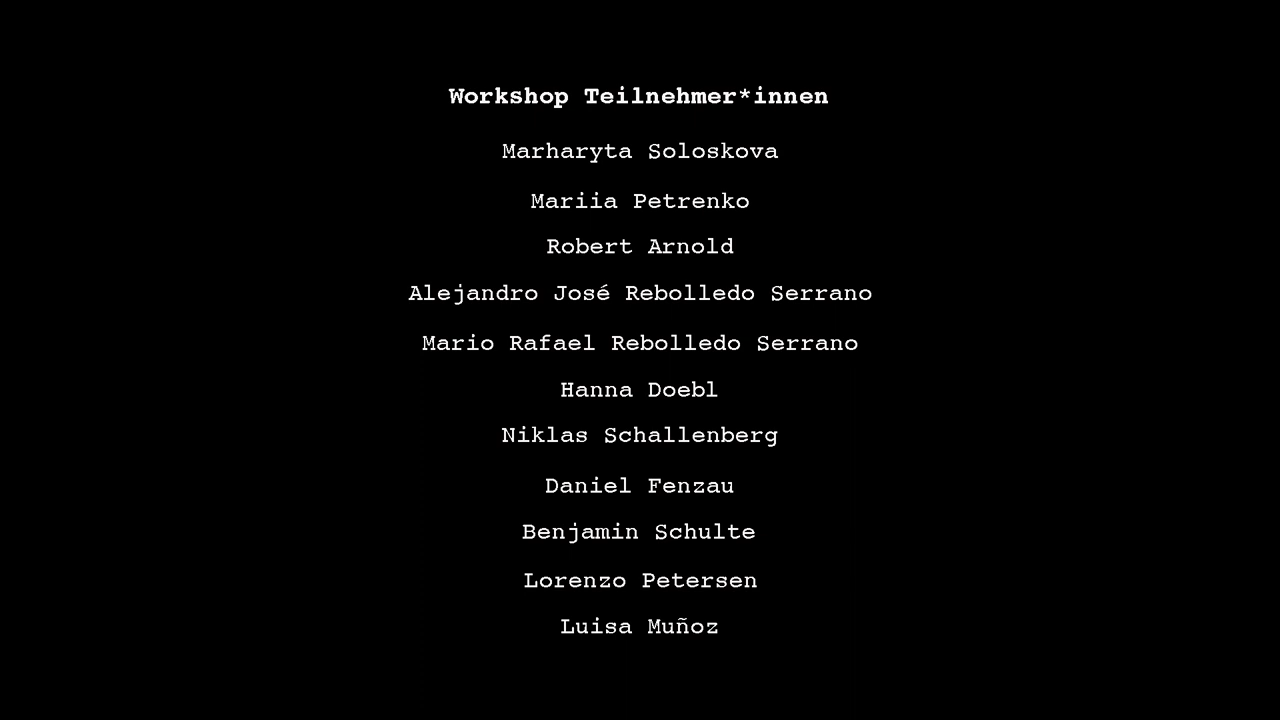 Workshop Teilnehmer*innen
Marharyta Soloskova
Mariia Petrenko
Robert Arnold
Alejandro José Rebolledo Serrano
Mario Rafael Rebolledo Serrano
Hanna Doebl
Niklas Schallenberg
Daniel Fenzau
Benjamin Schulte
Lorenzo Petersen
Luisa Muñoz